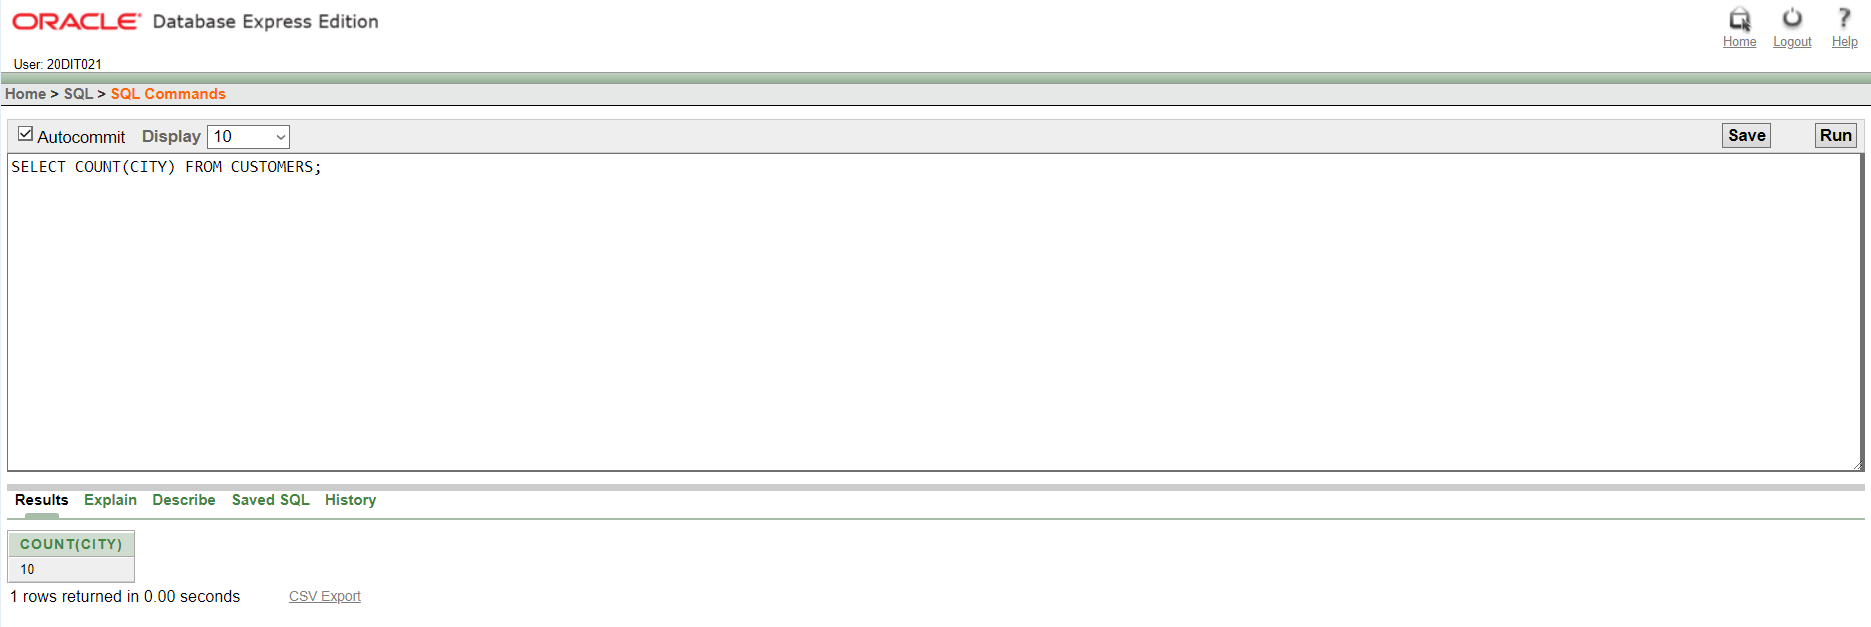 ORACLE Database Express Edition
Home Logout Help
User: 20DIT021
Home > SQL > SQL Commands
Autocommit Display 10 Save Run
SELECT COUNT(CITY) FROM CUSTOMERS;
Results Explain Describe Saved SQL History
COUNT(CITY)
10
1 rows returned in 0.00 seconds CSV Export